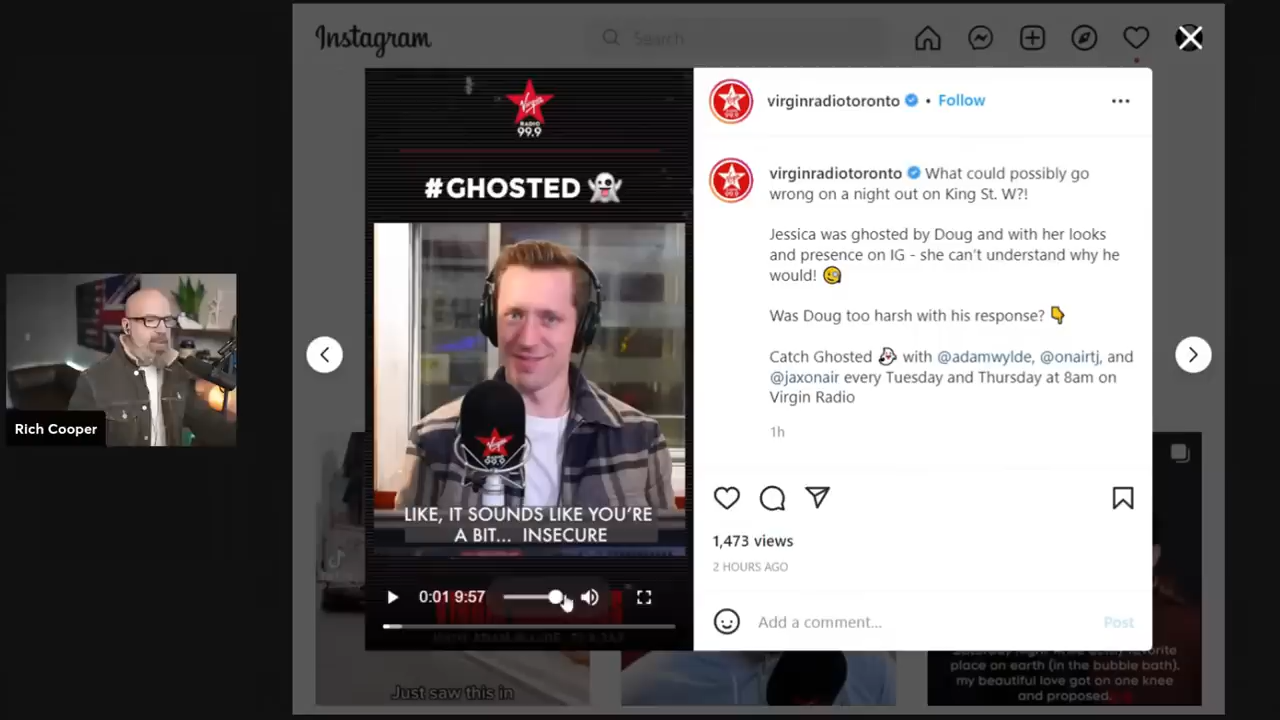 Instagram
Search
Virgin
RADIO
99.9
#GHOSTED 👻
LIKE, IT SOUNDS LIKE YOU'RE
A BIT... INSECURE
0:01 9:57
Rich Cooper
virginradiotoronto • Follow
virginradiotoronto What could possibly go
wrong on a night out on King St. W?!
Jessica was ghosted by Doug and with her looks
and presence on IG - she can't understand why he
would! 🧐
Was Doug too harsh with his response? 👇
Catch Ghosted 👻 with @adamwylde, @onairtj, and
@jaxonair every Tuesday and Thursday at 8am on
Virgin Radio
1h
1,473 views
2 HOURS AGO
Add a comment...
Post
Just saw this in
place on earth (in the bubble bath).
my beautiful love got on one knee
and proposed.